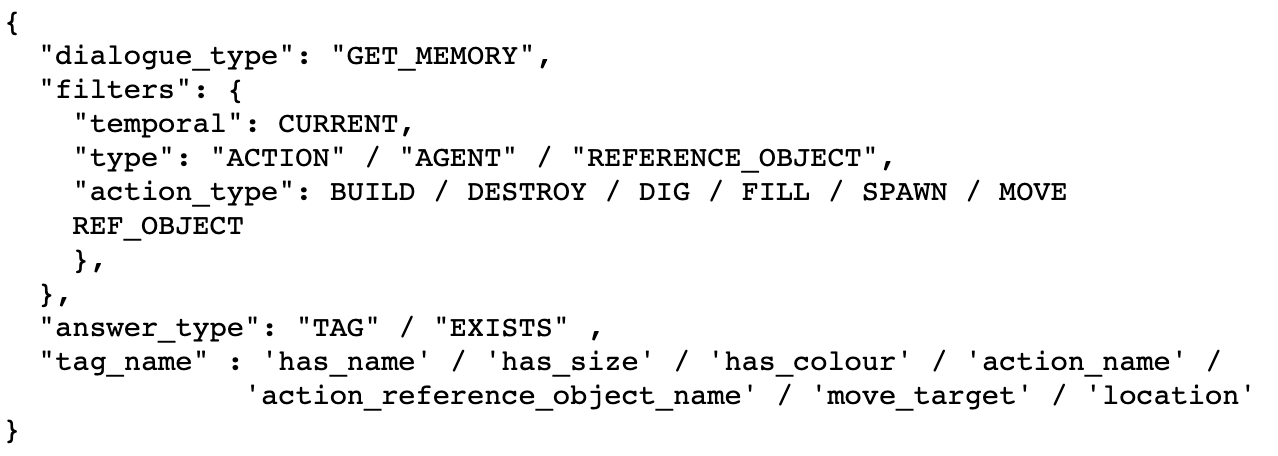 {
"dialogue_type": "GET_MEMORY",
"filters": {
"temporal": CURRENT,
"type": "ACTION" / "AGENT" / "REFERENCE_OBJECT",
"action_type": BUILD / DESTROY / DIG / FILL / SPAWN / MOVE
REF_OBJECT
},
},
"answer_type": "TAG" / "EXISTS" ,
"tag_name" : 'has_name' / 'has_size' / 'has_colour' / 'action_name' /
'action_reference_object_name' / 'move_target' / 'location'
}